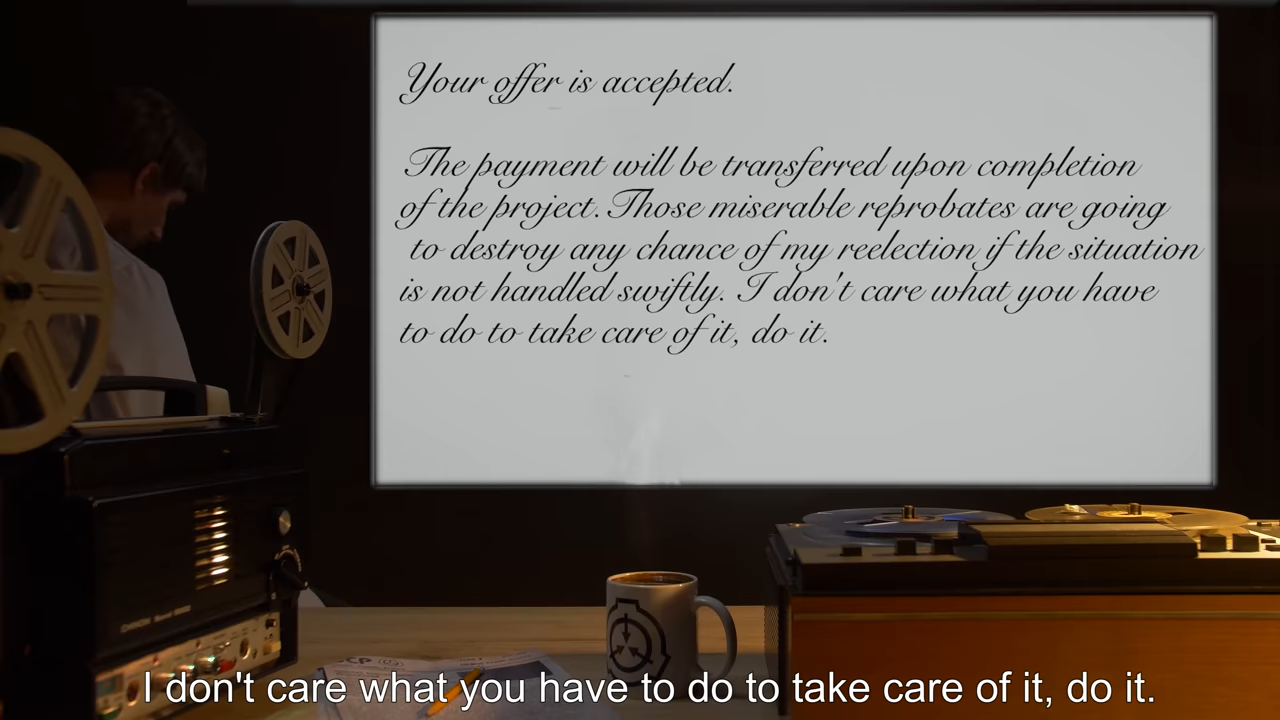 Your offer is accepted.
The payment will be transferred upon completion
of the project. Those miserable reprobates are going
to destroy any chance of my reelection if the situation
is not handled swiftly. I don't care what you have
to do to take care of it, do it.
CANON
CP
I don't care what you have to do to take care of it, do it.